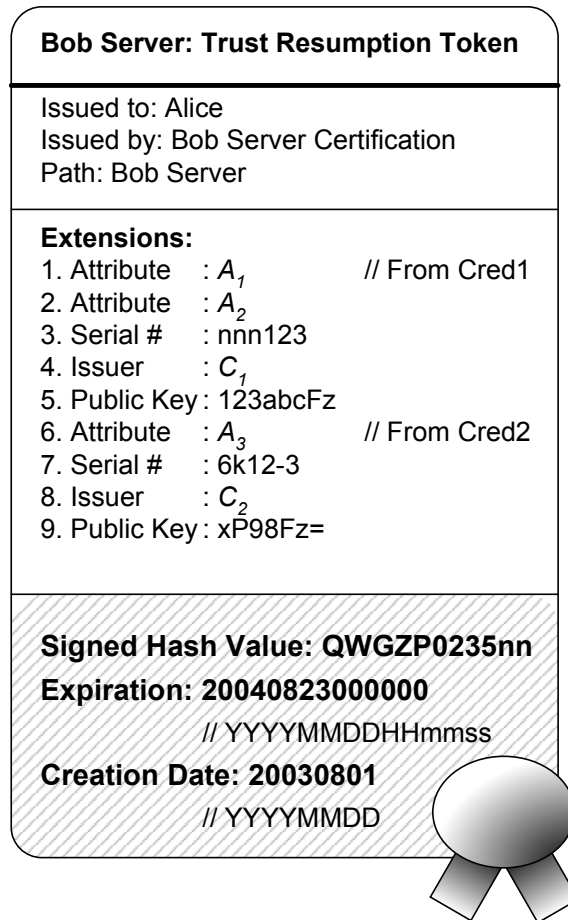 Bob Server: Trust Resumption Token
Issued to: Alice
Issued by: Bob Server Certification
Path: Bob Server
Extensions:
1. Attribute : A₁ // From Cred1
2. Attribute : A₂
3. Serial # : nnn123
4. Issuer : C₁
5. Public Key : 123abcFz
6. Attribute : A₃ // From Cred2
7. Serial # : 6k12-3
8. Issuer : C₂
9. Public Key : xP98Fz=
Signed Hash Value: QWGZP0235nn
Expiration: 20040823000000
// YYYYMMDDHHmmss
Creation Date: 20030801
// YYYYMMDD